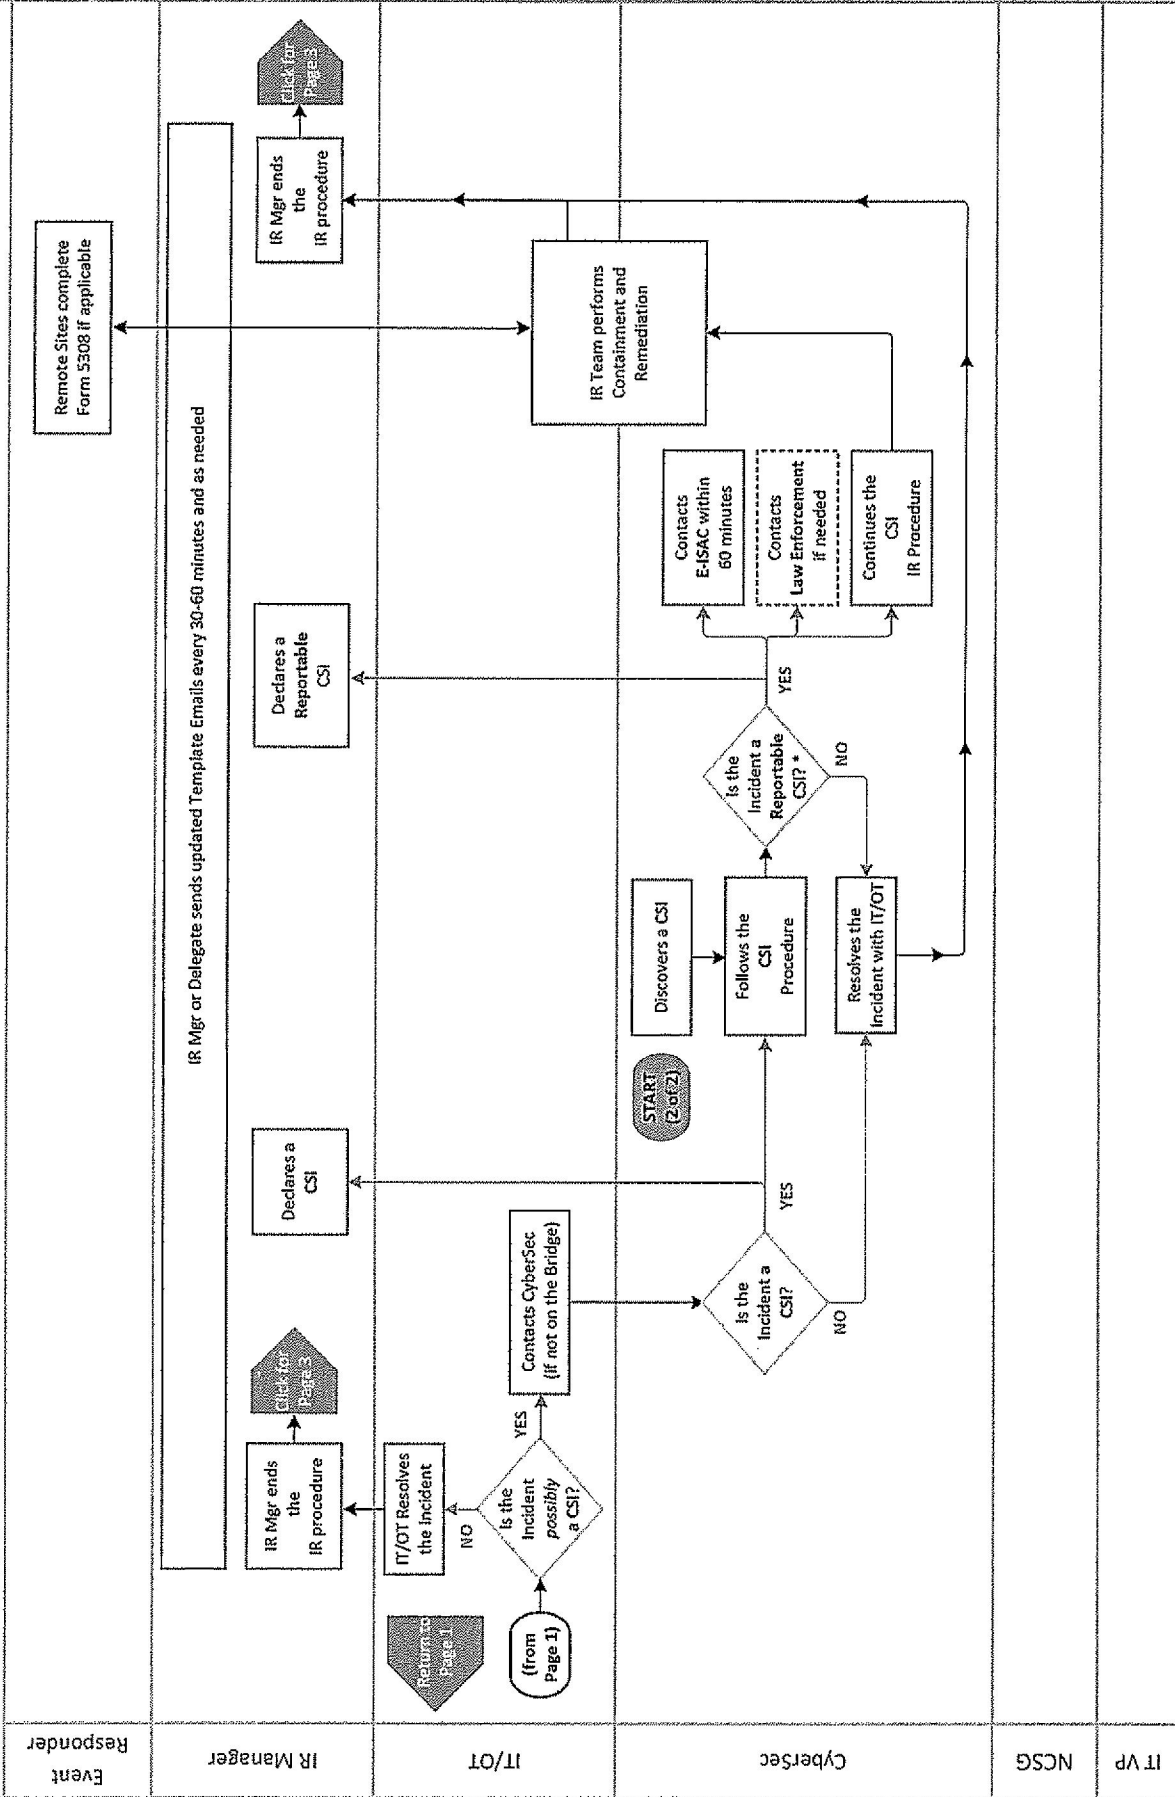 Event
Responder
IR Manager
IT/OT
CyberSec
NCSG
IT VP
Remote Sites complete
Form 5308 if applicable
IR Mgr or Delegate sends updated Template Emails every 30-60 minutes and as needed
IR Mgr ends
the
IR procedure
Click for
Page 3
Declares a
CSI
Declares a
Reportable
CSI
IR Mgr ends
the
IR procedure
Click for
Page 3
Return to
Page 1
IT/OT Resolves
the Incident
NO
(from
Page 1)
Is the
Incident
possibly
a CSI?
YES
Contacts CyberSec
(if not on the Bridge)
IR Team performs
Containment and
Remediation
START
(2 of 2)
Discovers a CSI
Is the
Incident a
CSI?
YES
NO
Follows the
CSI
Procedure
Is the
Incident a
Reportable
CSI? *
YES
NO
Resolves the
Incident with IT/OT
Contacts
E-ISAC within
60 minutes
Contacts
Law Enforcement
if needed
Continues the
CSI
IR Procedure